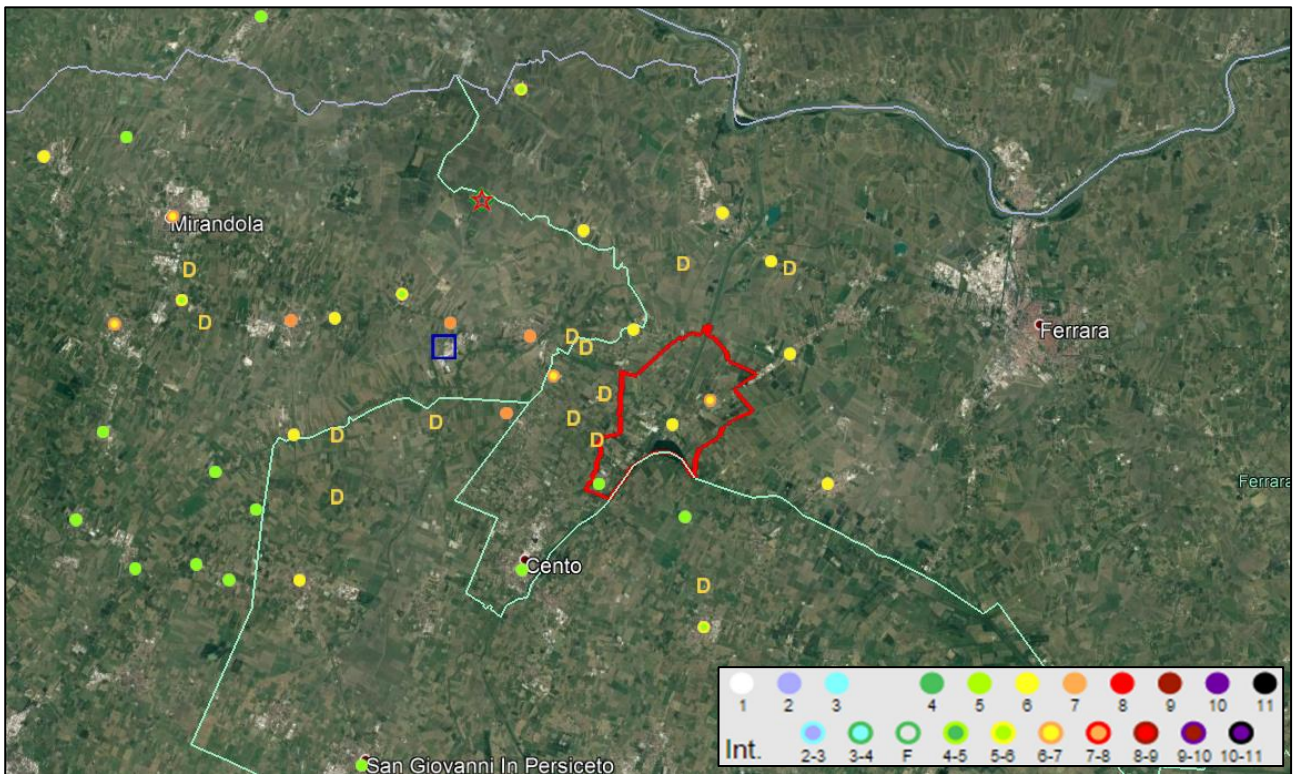 Mirandola
D
D
D
D
D
D
Ferrara
D
D
D
D
D
D
Ferrara
Cento
D
San Giovanni In Persiceto
1 2 3 4 5 6 7 8 9 10 11
Int. 2-3 3-4 F 4-5 5-6 6-7 7-8 8-9 9-10 10-11